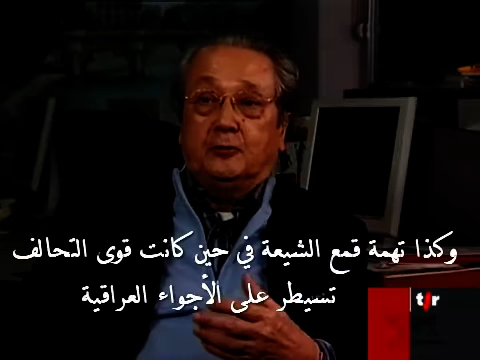 وكذا تهمة قمع الشيعة في حين كانت قوى التحالف
تسيطر على الأجواء العراقية
tsr